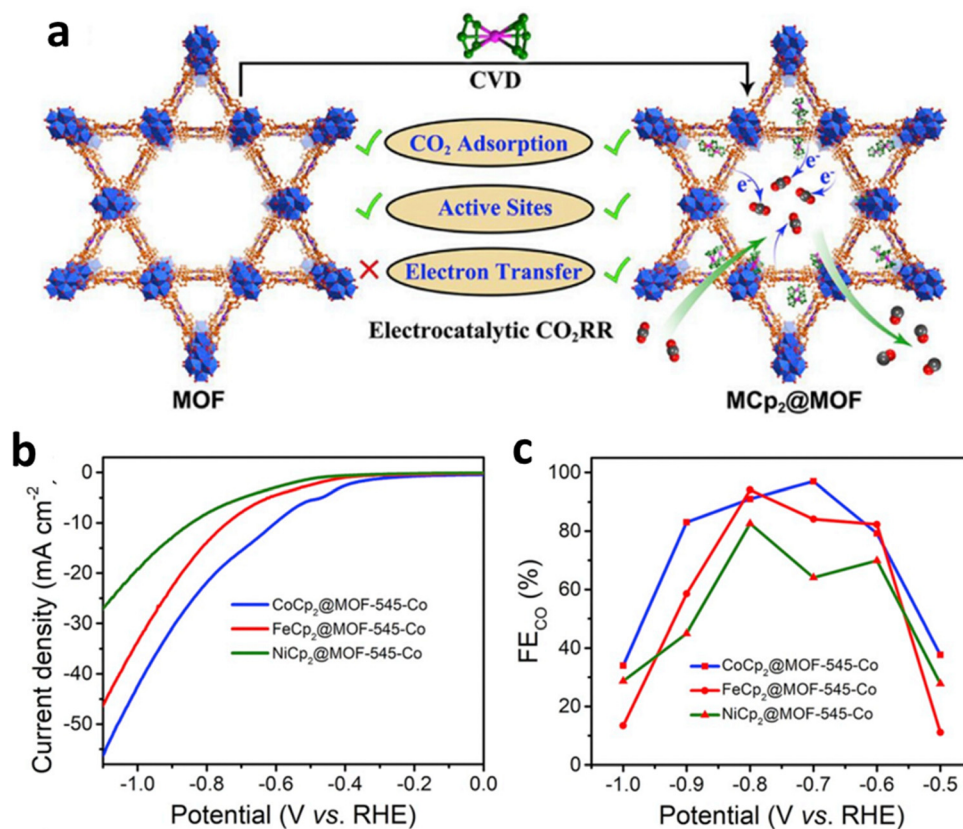 a
CVD
CO₂ Adsorption
Active Sites
Electron Transfer
Electrocatalytic CO₂RR
e⁻
e⁻
e⁻
e⁻
MOF
MCp₂@MOF
b
Current density (mA cm⁻²)
0
-10
-20
-30
-40
-50
CoCp₂@MOF-545-Co
FeCp₂@MOF-545-Co
NiCp₂@MOF-545-Co
-1.0 -0.8 -0.6 -0.4 -0.2 0.0
Potential (V vs. RHE)
c
FE_CO (%)
100
80
60
40
20
0
CoCp₂@MOF-545-Co
FeCp₂@MOF-545-Co
NiCp₂@MOF-545-Co
-1.0 -0.9 -0.8 -0.7 -0.6 -0.5
Potential (V vs. RHE)